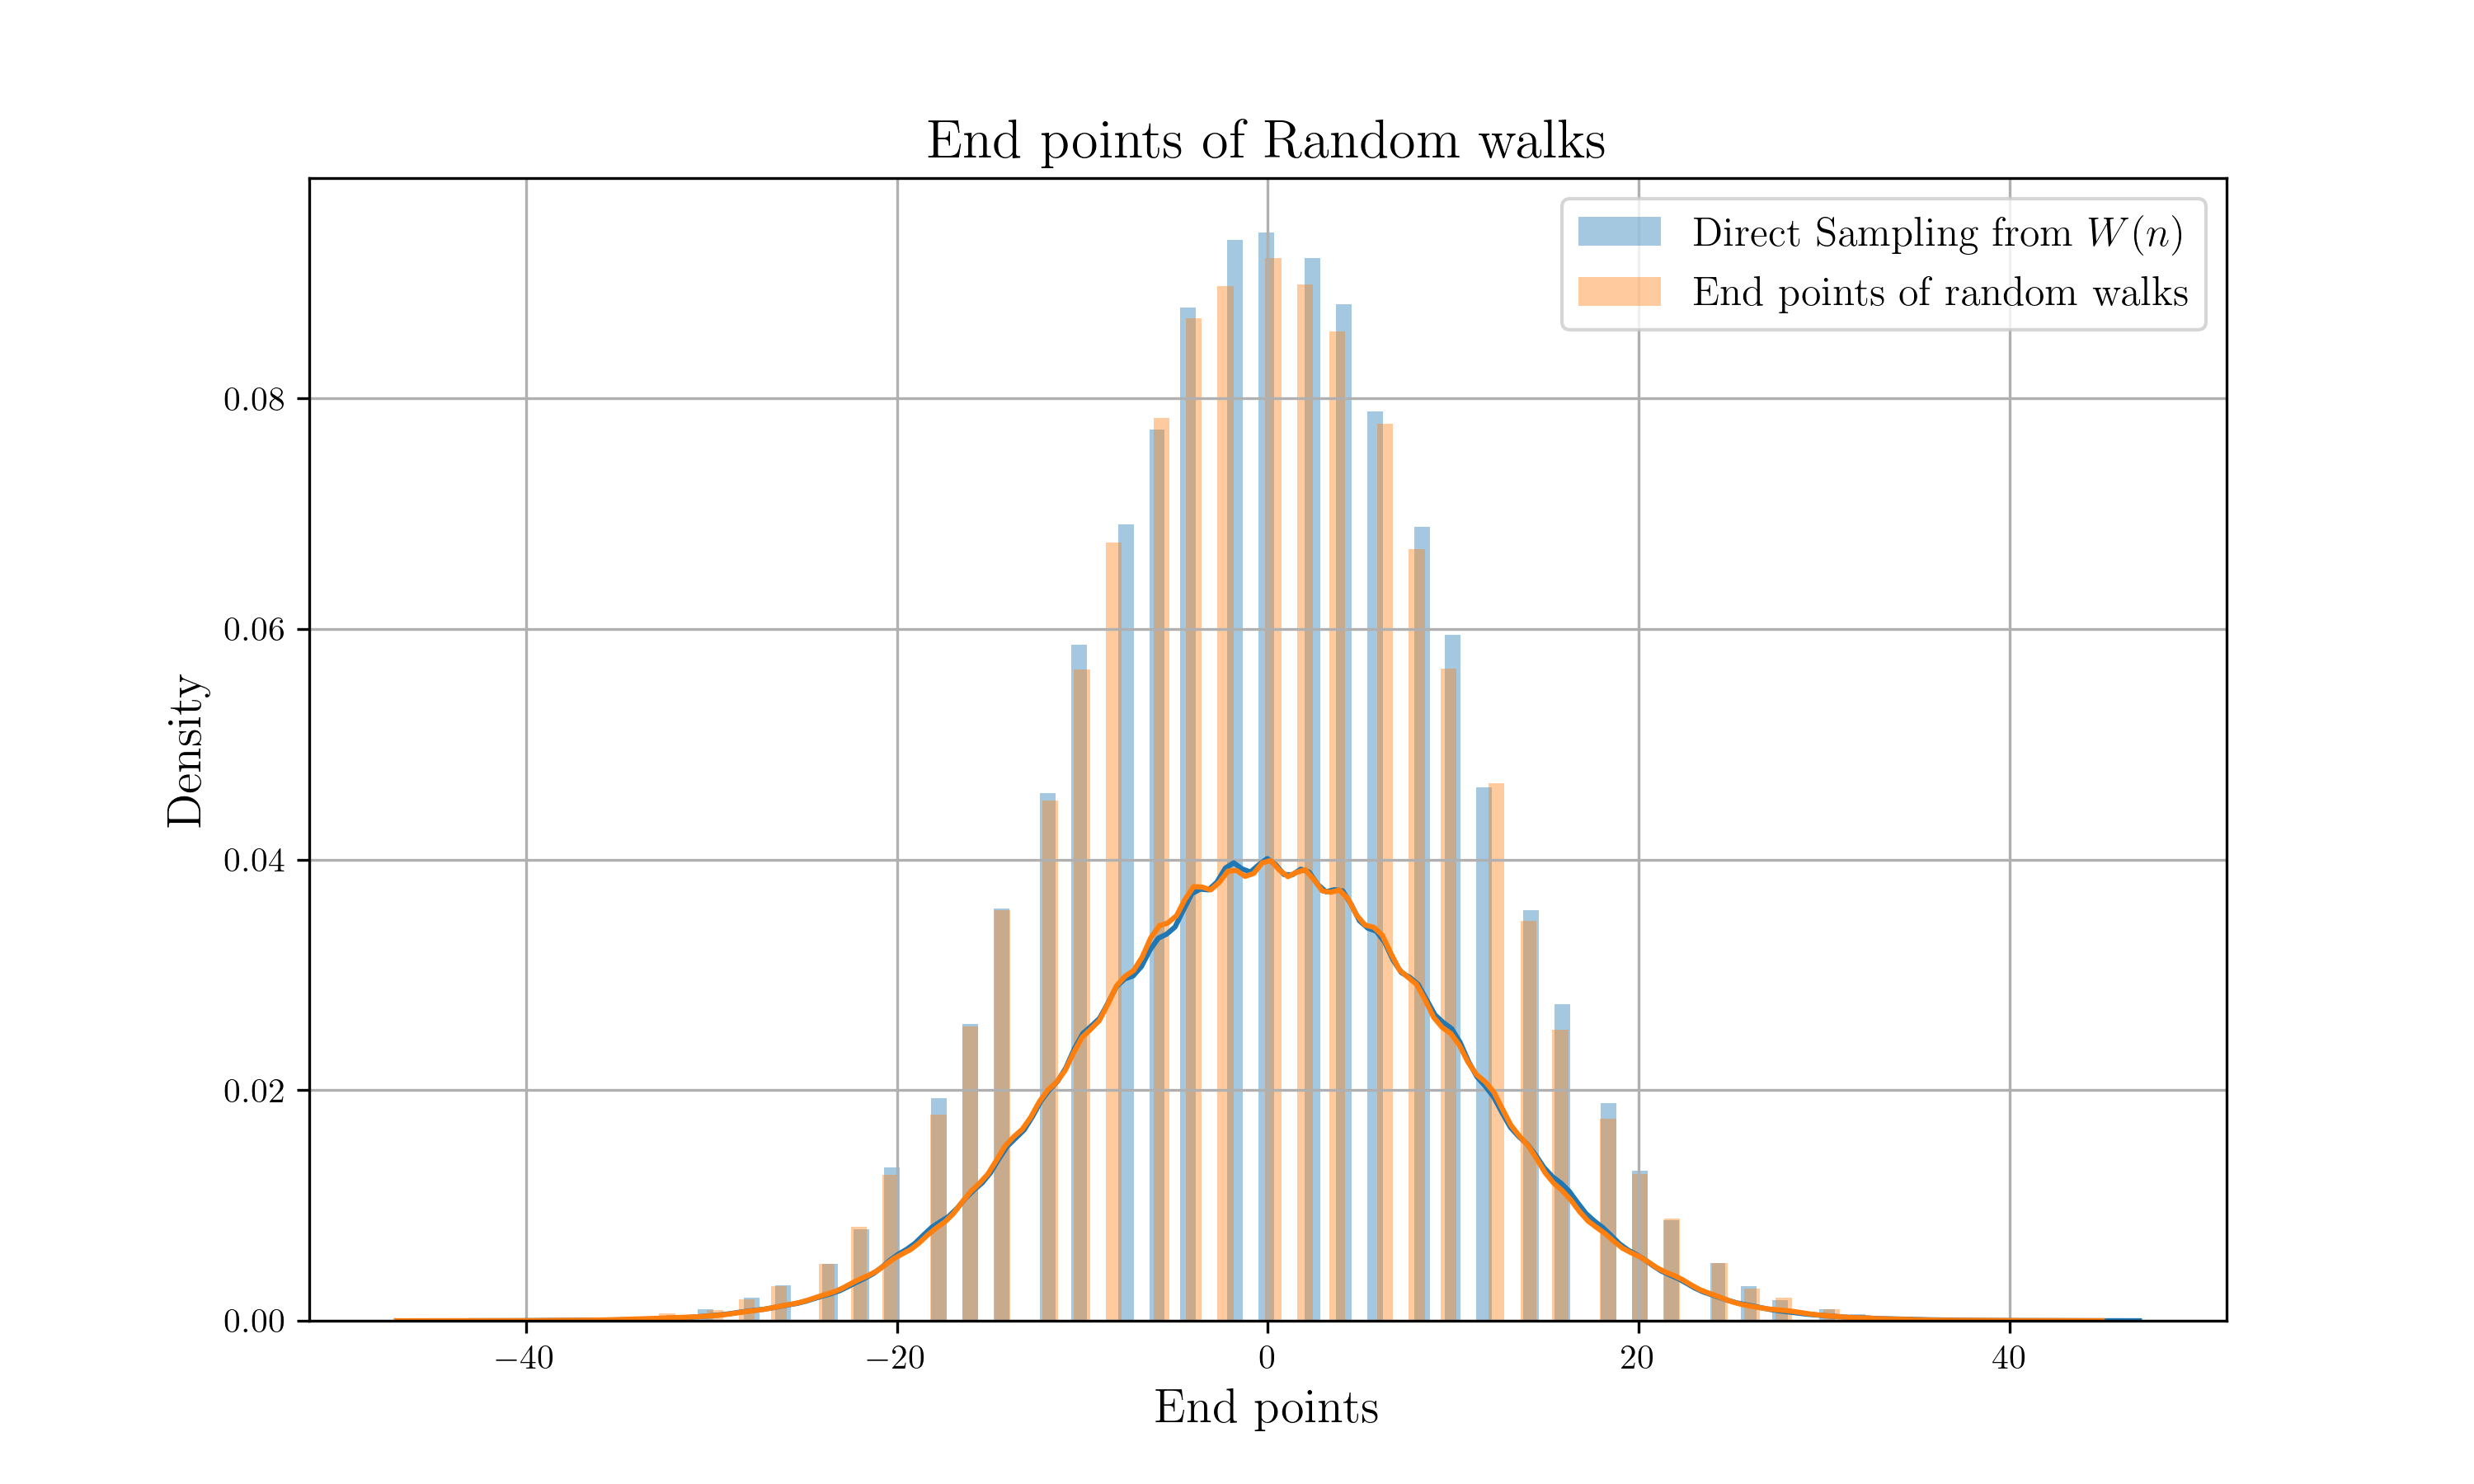 End points of Random walks
Direct Sampling from W(n)
End points of random walks
Density
0.08
0.06
0.04
0.02
0.00
−40
−20
0
20
40
End points